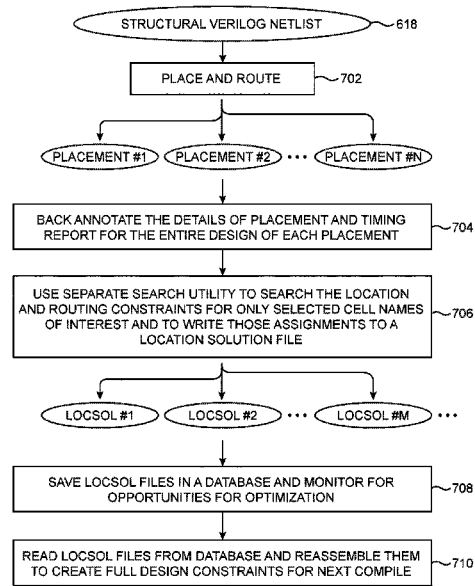 STRUCTURAL VERILOG NETLIST
618
PLACE AND ROUTE
702
PLACEMENT #1 PLACEMENT #2 ••• PLACEMENT #N
BACK ANNOTATE THE DETAILS OF PLACEMENT AND TIMING
REPORT FOR THE ENTIRE DESIGN OF EACH PLACEMENT
704
USE SEPARATE SEARCH UTILITY TO SEARCH THE LOCATION
AND ROUTING CONSTRAINTS FOR ONLY SELECTED CELL NAMES
OF INTEREST AND TO WRITE THOSE ASSIGNMENTS TO A
LOCATION SOLUTION FILE
706
LOCSOL #1 LOCSOL #2 ••• LOCSOL #M •••
SAVE LOCSOL FILES IN A DATABASE AND MONITOR FOR
OPPORTUNITIES FOR OPTIMIZATION
708
READ LOCSOL FILES FROM DATABASE AND REASSEMBLE THEM
TO CREATE FULL DESIGN CONSTRAINTS FOR NEXT COMPILE
710